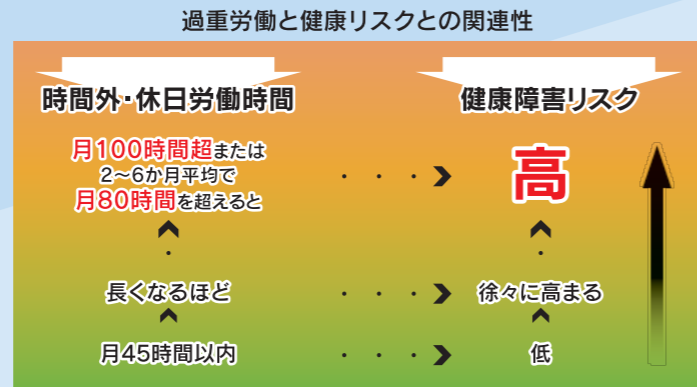 過重労働と健康リスクとの関連性
時間外・休日労働時間
健康障害リスク
月100時間超または
2～6か月平均で
月80時間を超えると
高
長くなるほど
徐々に高まる
月45時間以内
低